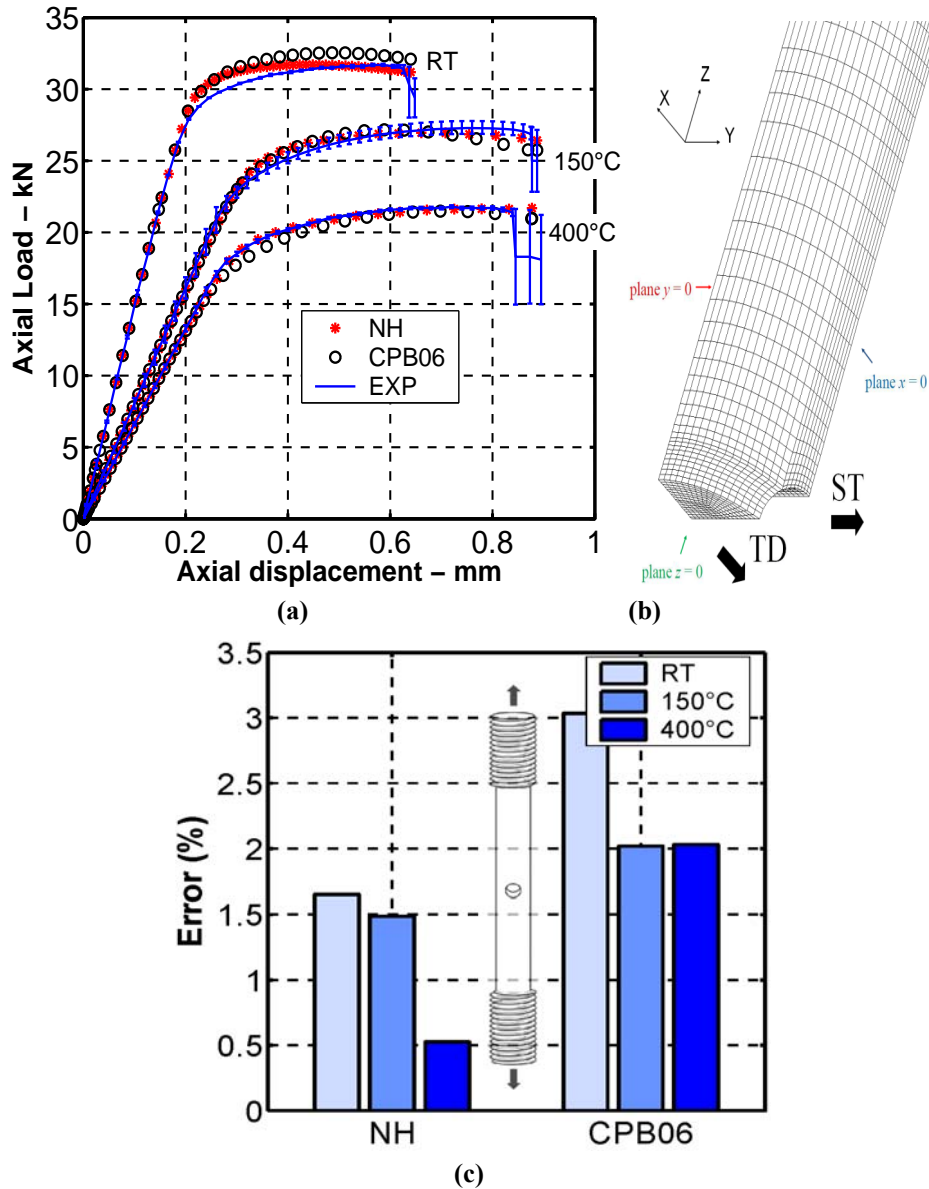 35
30
25
20
15
10
5
0
Axial Load – kN
RT
150°C
400°C
NH
CPB06
EXP
0
0.2
0.4
0.6
0.8
1
Axial displacement – mm
(a)
Z
X
Y
plane y = 0
plane x = 0
ST
TD
plane z = 0
(b)
3.5
3
2.5
2
1.5
1
0.5
0
Error (%)
RT
150°C
400°C
NH
CPB06
(c)